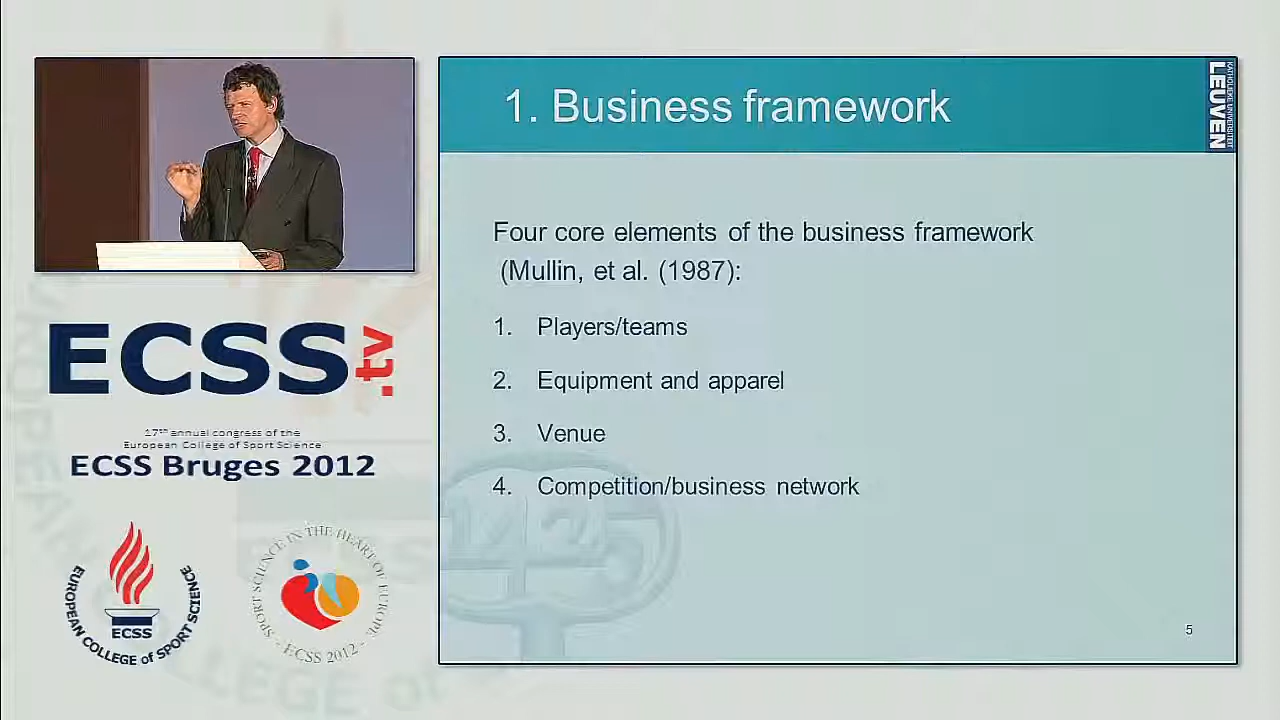 1. Business framework
KATHOLIEKE UNIVERSITEIT
LEUVEN
Four core elements of the business framework
(Mullin, et al. (1987):
1. Players/teams
2. Equipment and apparel
3. Venue
4. Competition/business network
5
ECSS.tv
17th annual congress of the
European College of Sport Science
ECSS Bruges 2012
EUROPEAN COLLEGE of SPORT SCIENCE
ECSS
SPORT SCIENCE IN THE HEART OF EUROPE
- ECSS 2012 -